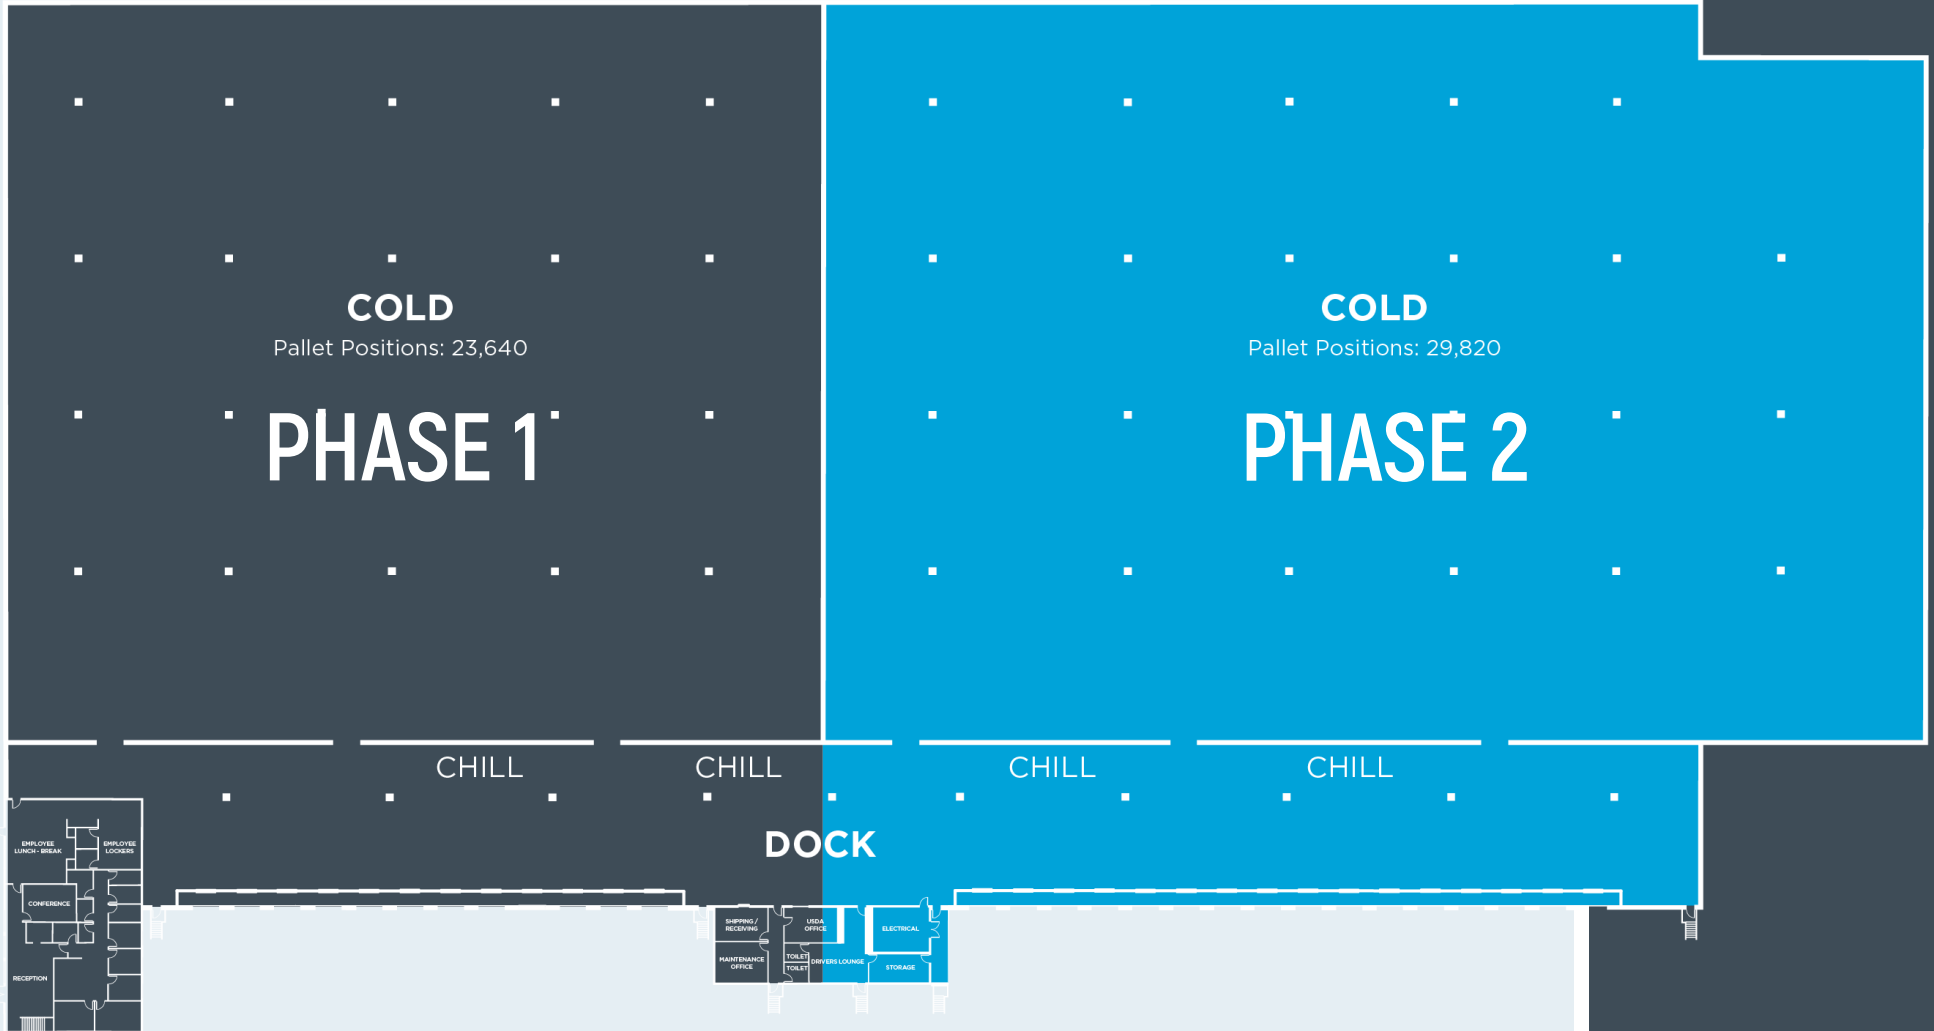 COLD
Pallet Positions: 23,640
PHASE 1
COLD
Pallet Positions: 29,820
PHASE 2
CHILL
CHILL
CHILL
CHILL
DOCK
EMPLOYEE
LUNCH - BREAK
EMPLOYEE
LOCKERS
CONFERENCE
RECEPTION
SHIPPING /
RECEIVING
USDA
OFFICE
ELECTRICAL
MAINTENANCE
OFFICE
TOILET
TOILET
DRIVERS LOUNGE
STORAGE